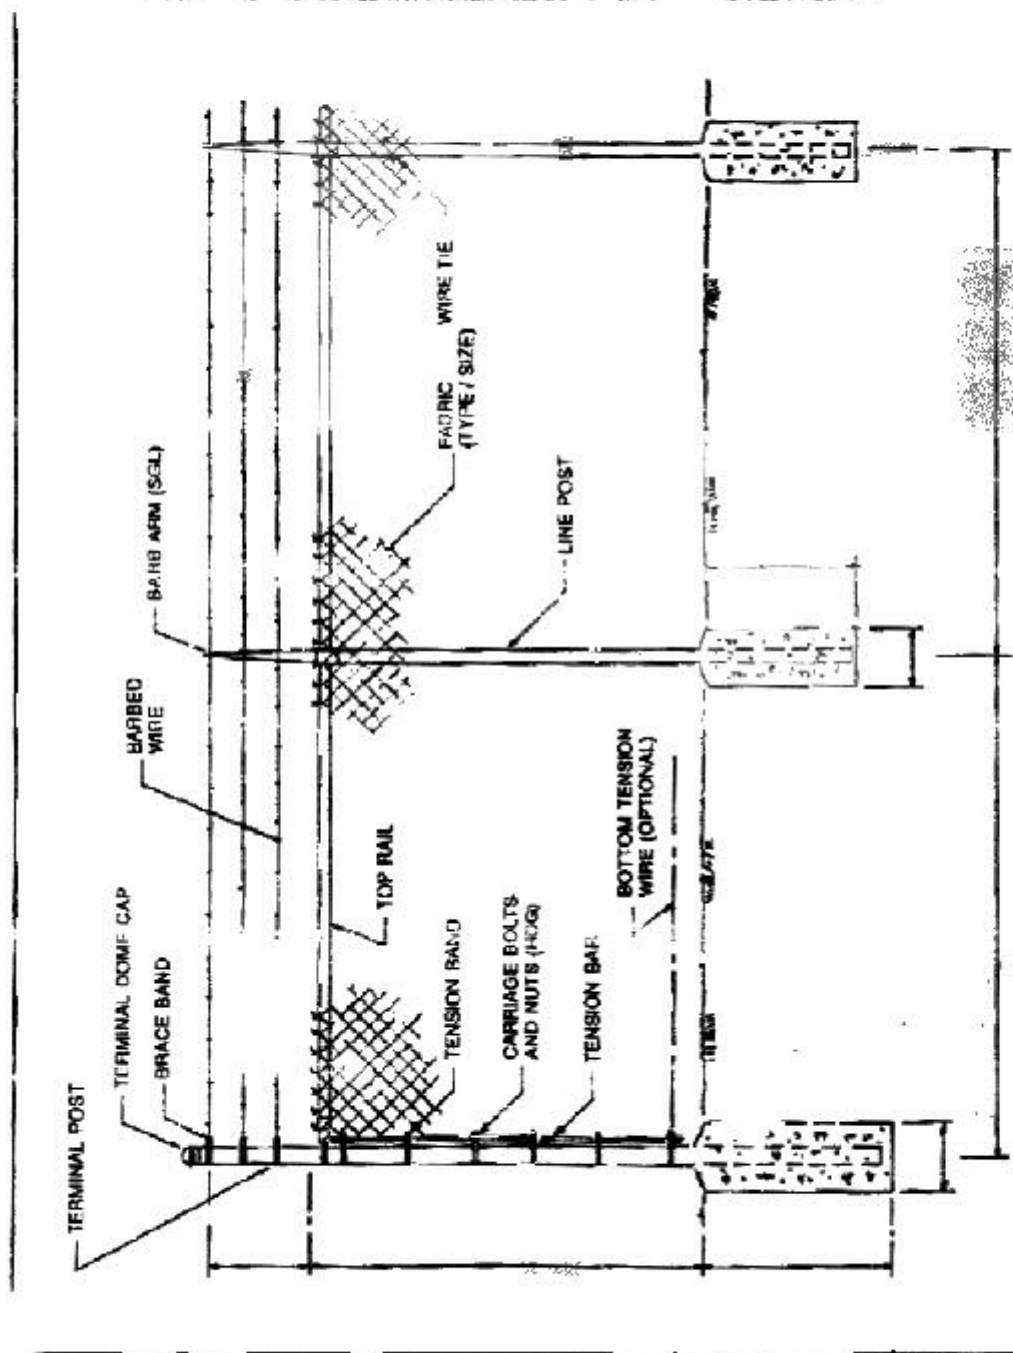 TERMINAL POST
TERMINAL DOME CAP
BRACE BAND
BARBED
WIRE
BARB ARM (SGL)
TOP RAIL
TENSION BAND
CARRIAGE BOLTS
AND NUTS (HDG)
TENSION BAR
BOTTOM TENSION
WIRE (OPTIONAL)
LINE POST
FABRIC
(TYPE / SIZE)
WIRE TIE